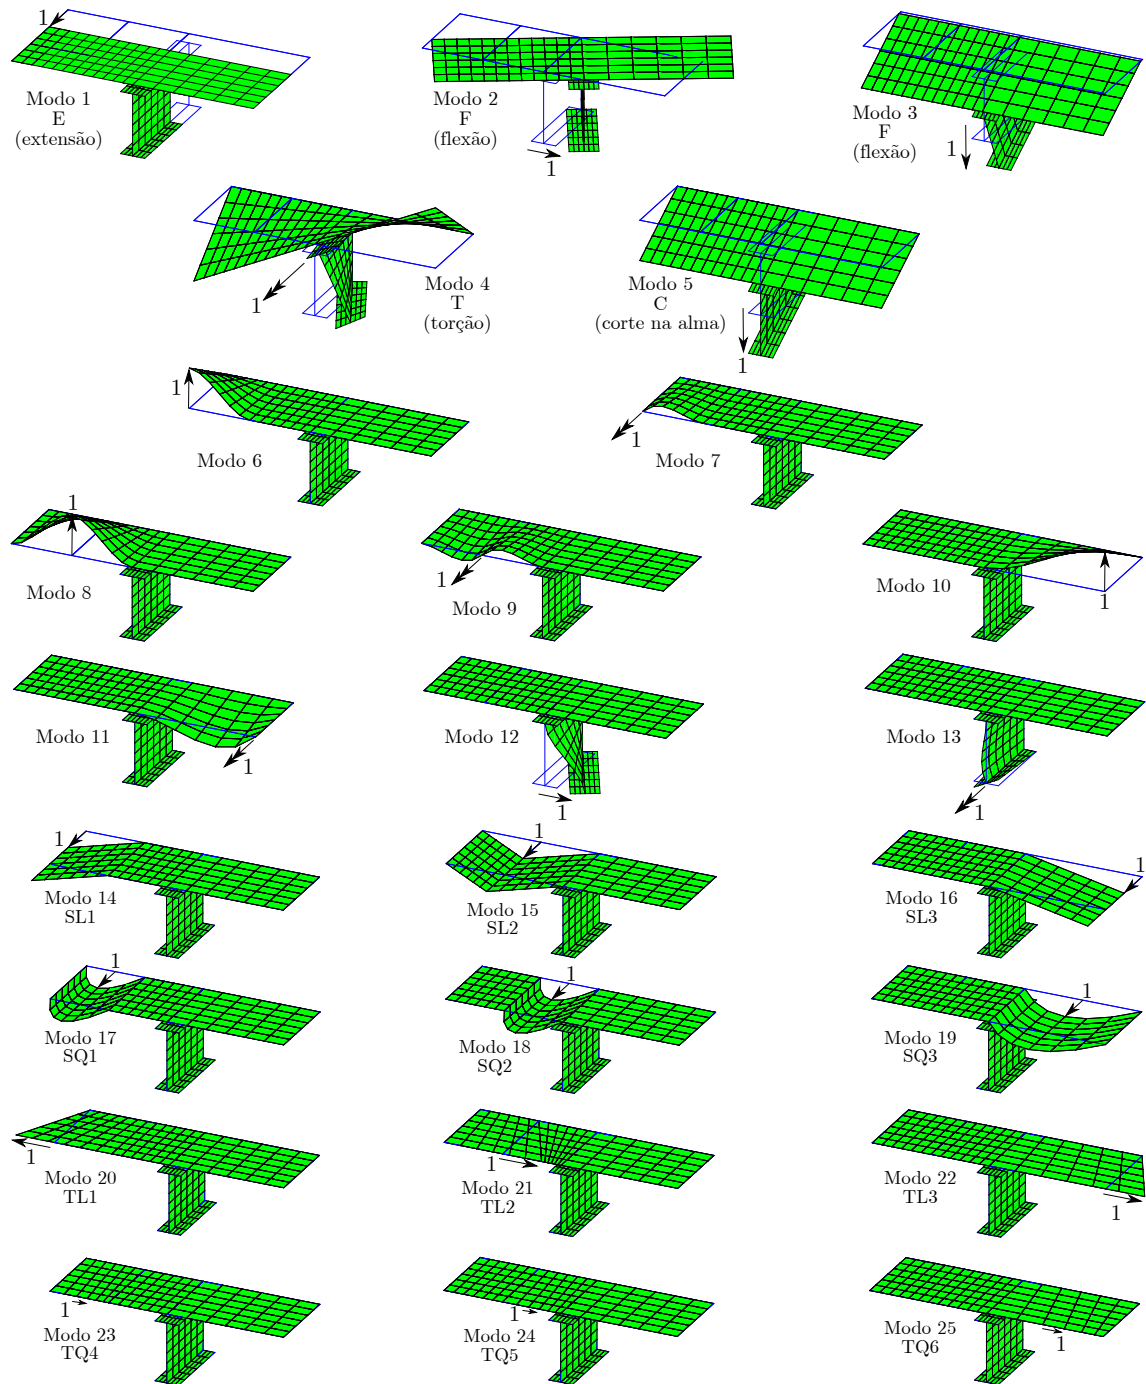 1
Modo 1
E
(extensão)
Modo 2
F
(flexão)
1
Modo 3
F
(flexão)
1
1
Modo 4
T
(torção)
Modo 5
C
(corte na alma)
1
1
Modo 6
1
Modo 7
1
Modo 8
1
Modo 9
Modo 10
1
Modo 11
1
Modo 12
1
Modo 13
1
1
Modo 14
SL1
1
Modo 15
SL2
1
Modo 16
SL3
1
Modo 17
SQ1
1
Modo 18
SQ2
1
Modo 19
SQ3
1
Modo 20
TL1
1
Modo 21
TL2
Modo 22
TL3
1
1
Modo 23
TQ4
1
Modo 24
TQ5
Modo 25
TQ6
1